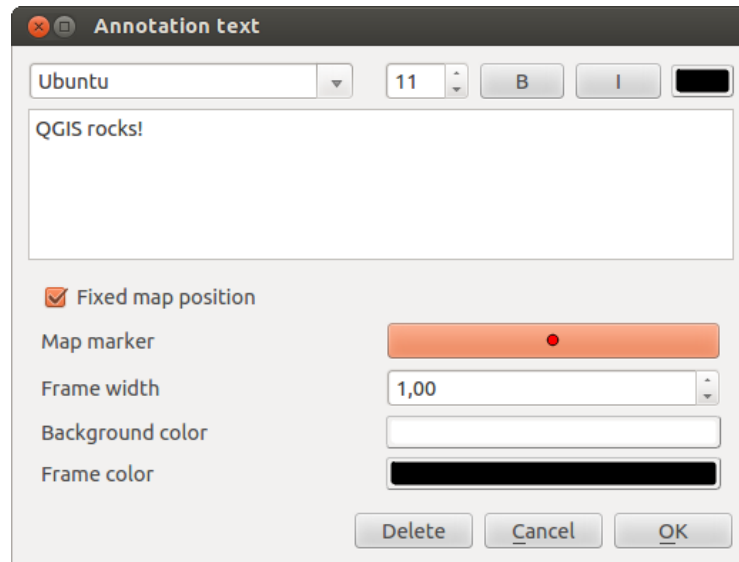 Annotation text
Ubuntu 11 B I
QGIS rocks!
Fixed map position
Map marker
Frame width 1,00
Background color
Frame color
Delete Cancel OK